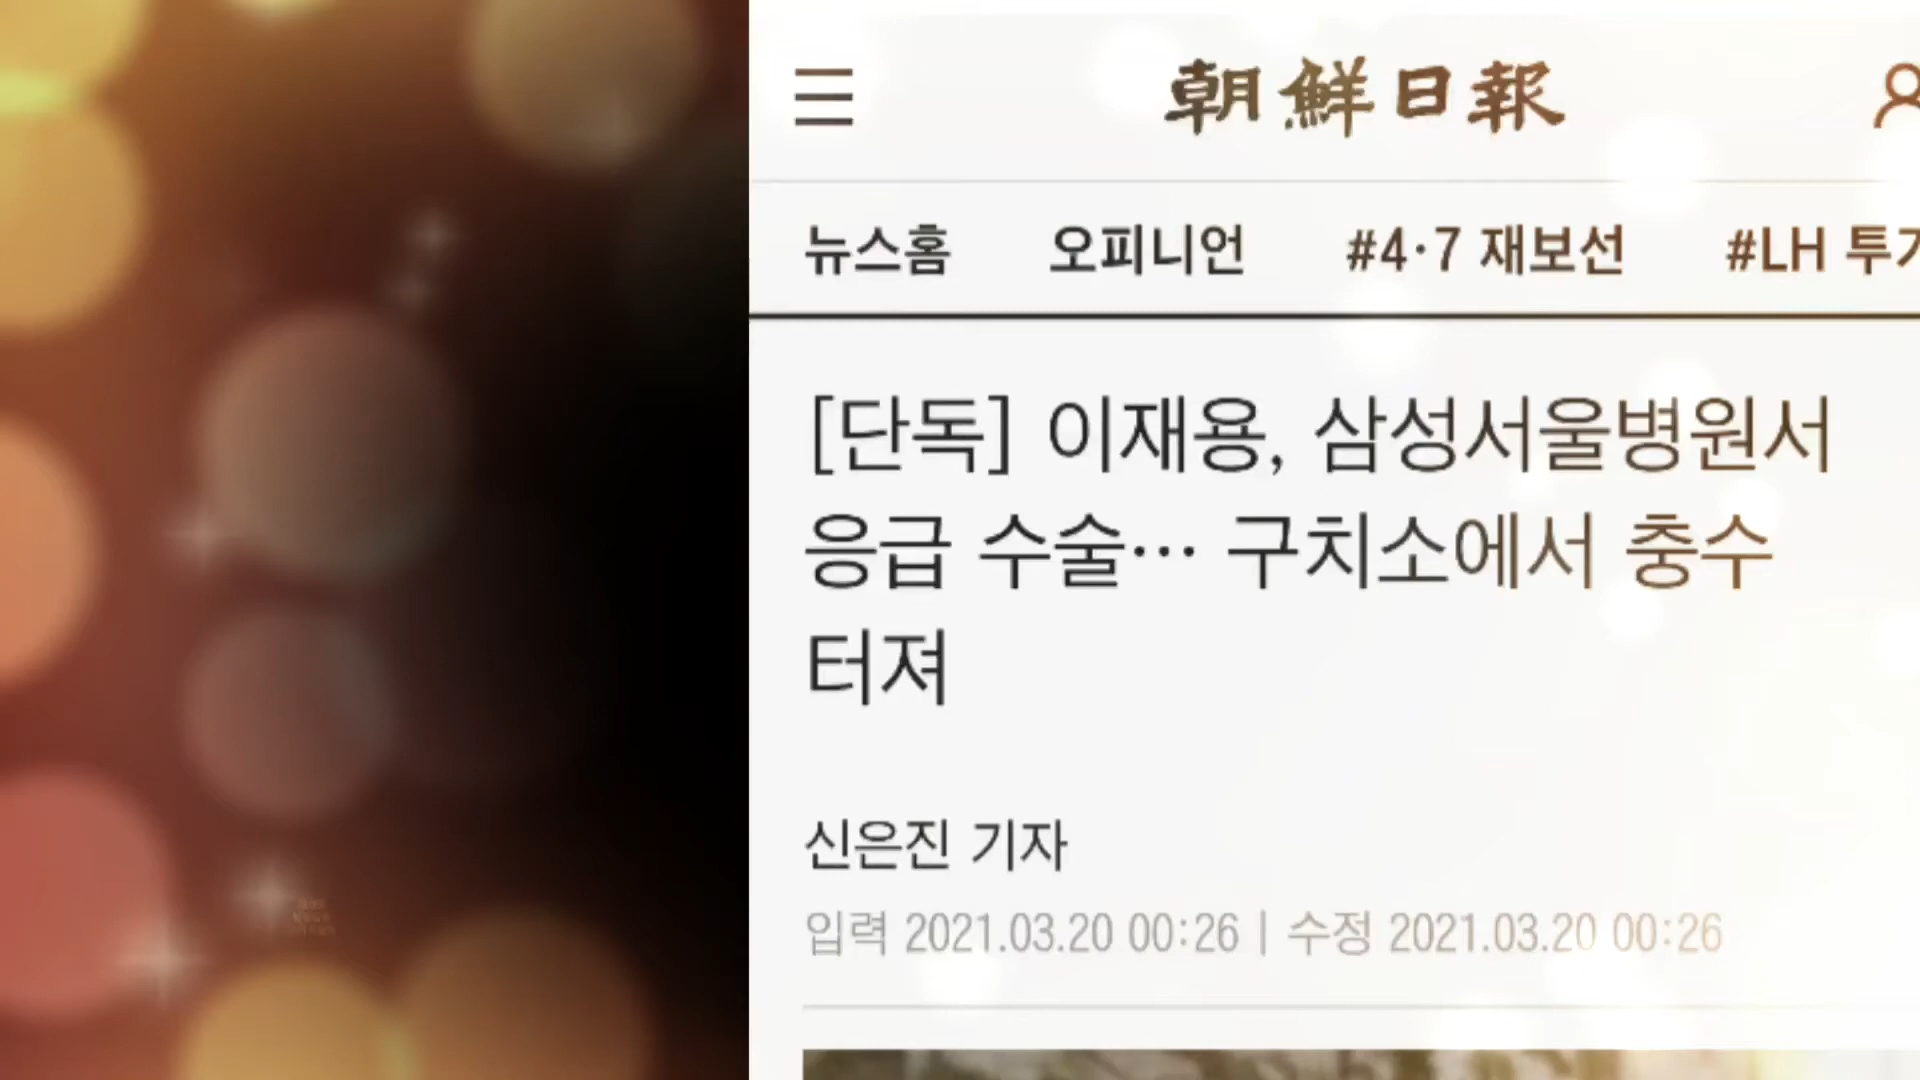 朝鮮日報
뉴스홈 오피니언 #4·7 재보선 #LH 투기
[단독] 이재용, 삼성서울병원서
응급 수술… 구치소에서 충수
터져
신은진 기자
입력 2021.03.20 00:26 | 수정 2021.03.20 00:26